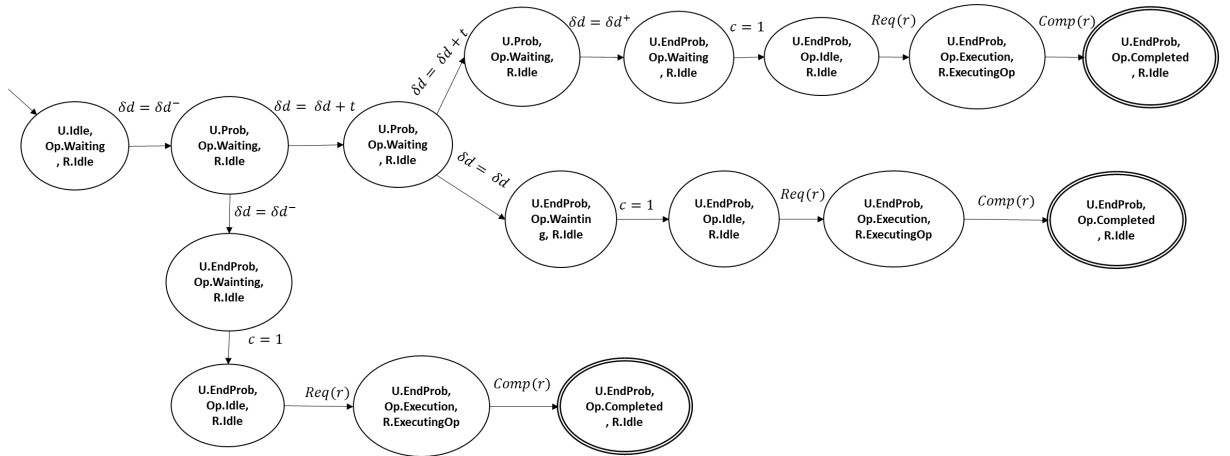 δd = δd⁻
U.Idle,
Op.Waiting
, R.Idle
δd = δd + t
U.Prob,
Op.Waiting,
R.Idle
δd = δd + t
U.Prob,
Op.Waiting
, R.Idle
U.Prob,
Op.Waiting,
R.Idle
δd = δd⁺
U.EndProb,
Op.Waiting
, R.Idle
c = 1
U.EndProb,
Op.Idle,
R.Idle
Req(r)
U.EndProb,
Op.Execution,
R.ExecutingOp
Comp(r)
U.EndProb,
Op.Completed
, R.Idle
δd = δd
U.EndProb,
Op.Waintin
g, R.Idle
c = 1
U.EndProb,
Op.Idle,
R.Idle
Req(r)
U.EndProb,
Op.Execution,
R.ExecutingOp
Comp(r)
U.EndProb,
Op.Completed
, R.Idle
δd = δd⁻
U.EndProb,
Op.Wainting,
R.Idle
c = 1
U.EndProb,
Op.Idle,
R.Idle
Req(r)
U.EndProb,
Op.Execution,
R.ExecutingOp
Comp(r)
U.EndProb,
Op.Completed
, R.Idle